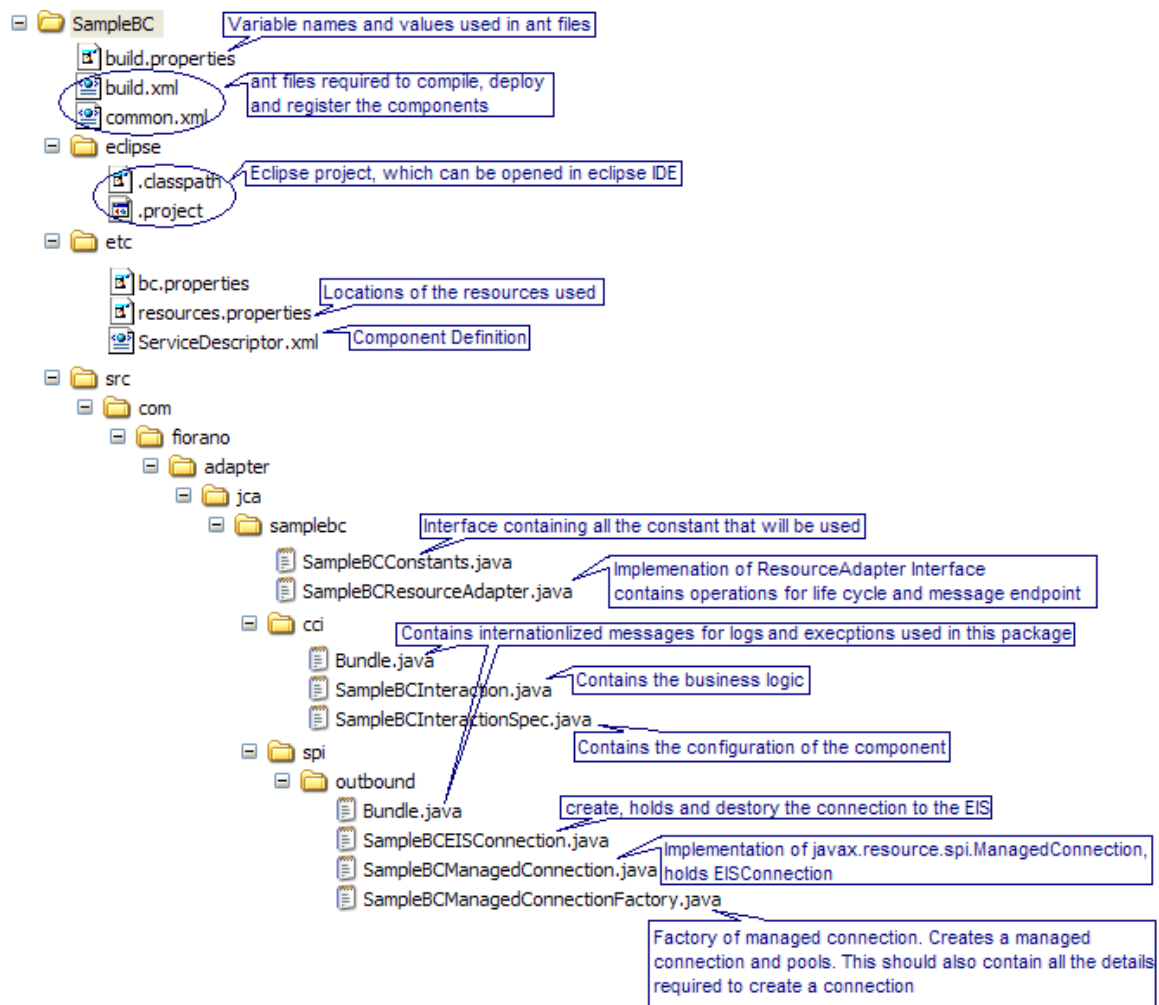 SampleBC
Variable names and values used in ant files
build.properties
build.xml
ant files required to compile, deploy
and register the components
common.xml
eclipse
.classpath
Eclipse project, which can be opened in eclipse IDE
.project
etc
bc.properties
Locations of the resources used
resources.properties
ServiceDescriptor.xml
Component Definition
src
com
fiorano
adapter
jca
samplebc
Interface containing all the constant that will be used
SampleBCConstants.java
SampleBCResourceAdapter.java
Implemenation of ResourceAdapter Interface
contains operations for life cycle and message endpoint
cci
Contains internationlized messages for logs and execptions used in this package
Bundle.java
SampleBCInteraction.java
Contains the business logic
SampleBCInteractionSpec.java
Contains the configuration of the component
spi
outbound
Bundle.java
create, holds and destory the connection to the EIS
SampleBCEISConnection.java
SampleBCManagedConnection.java
Implementation of javax.resource.spi.ManagedConnection,
holds EISConnection
SampleBCManagedConnectionFactory.java
Factory of managed connection. Creates a managed
connection and pools. This should also contain all the details
required to create a connection